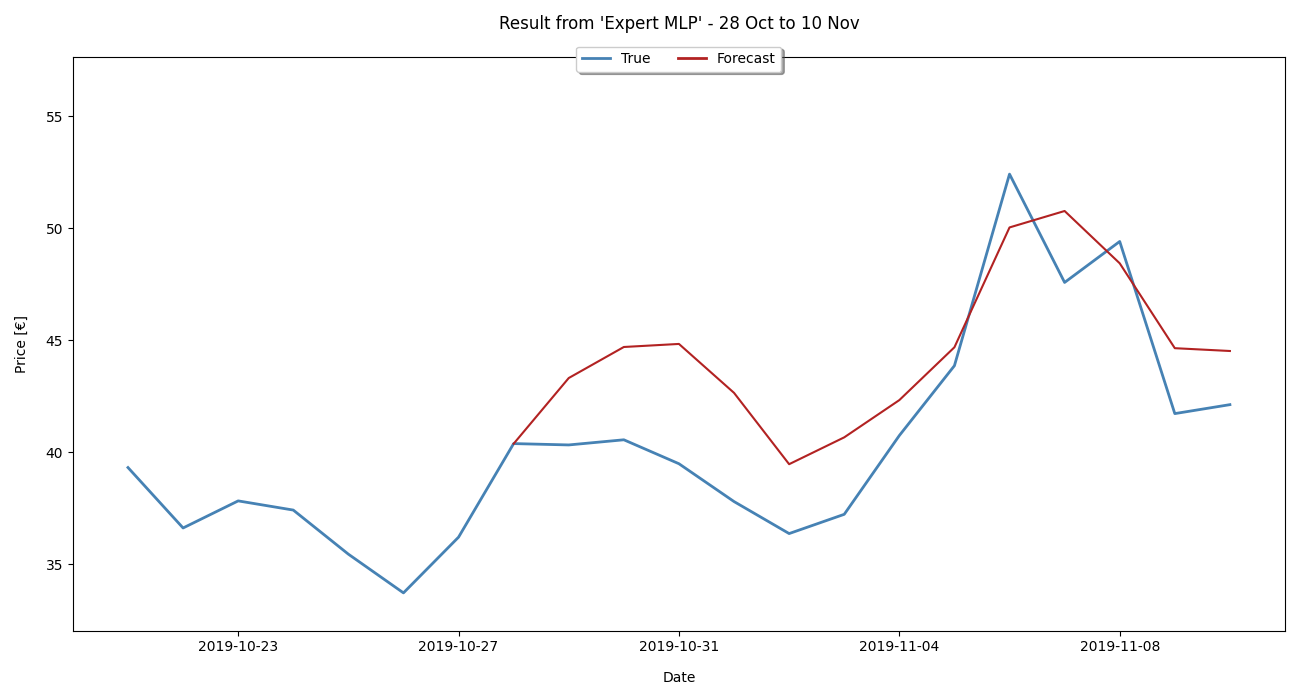 Result from 'Expert MLP' - 28 Oct to 10 Nov
True Forecast
55
50
45
40
35
Price [€]
2019-10-23 2019-10-27 2019-10-31 2019-11-04 2019-11-08
Date